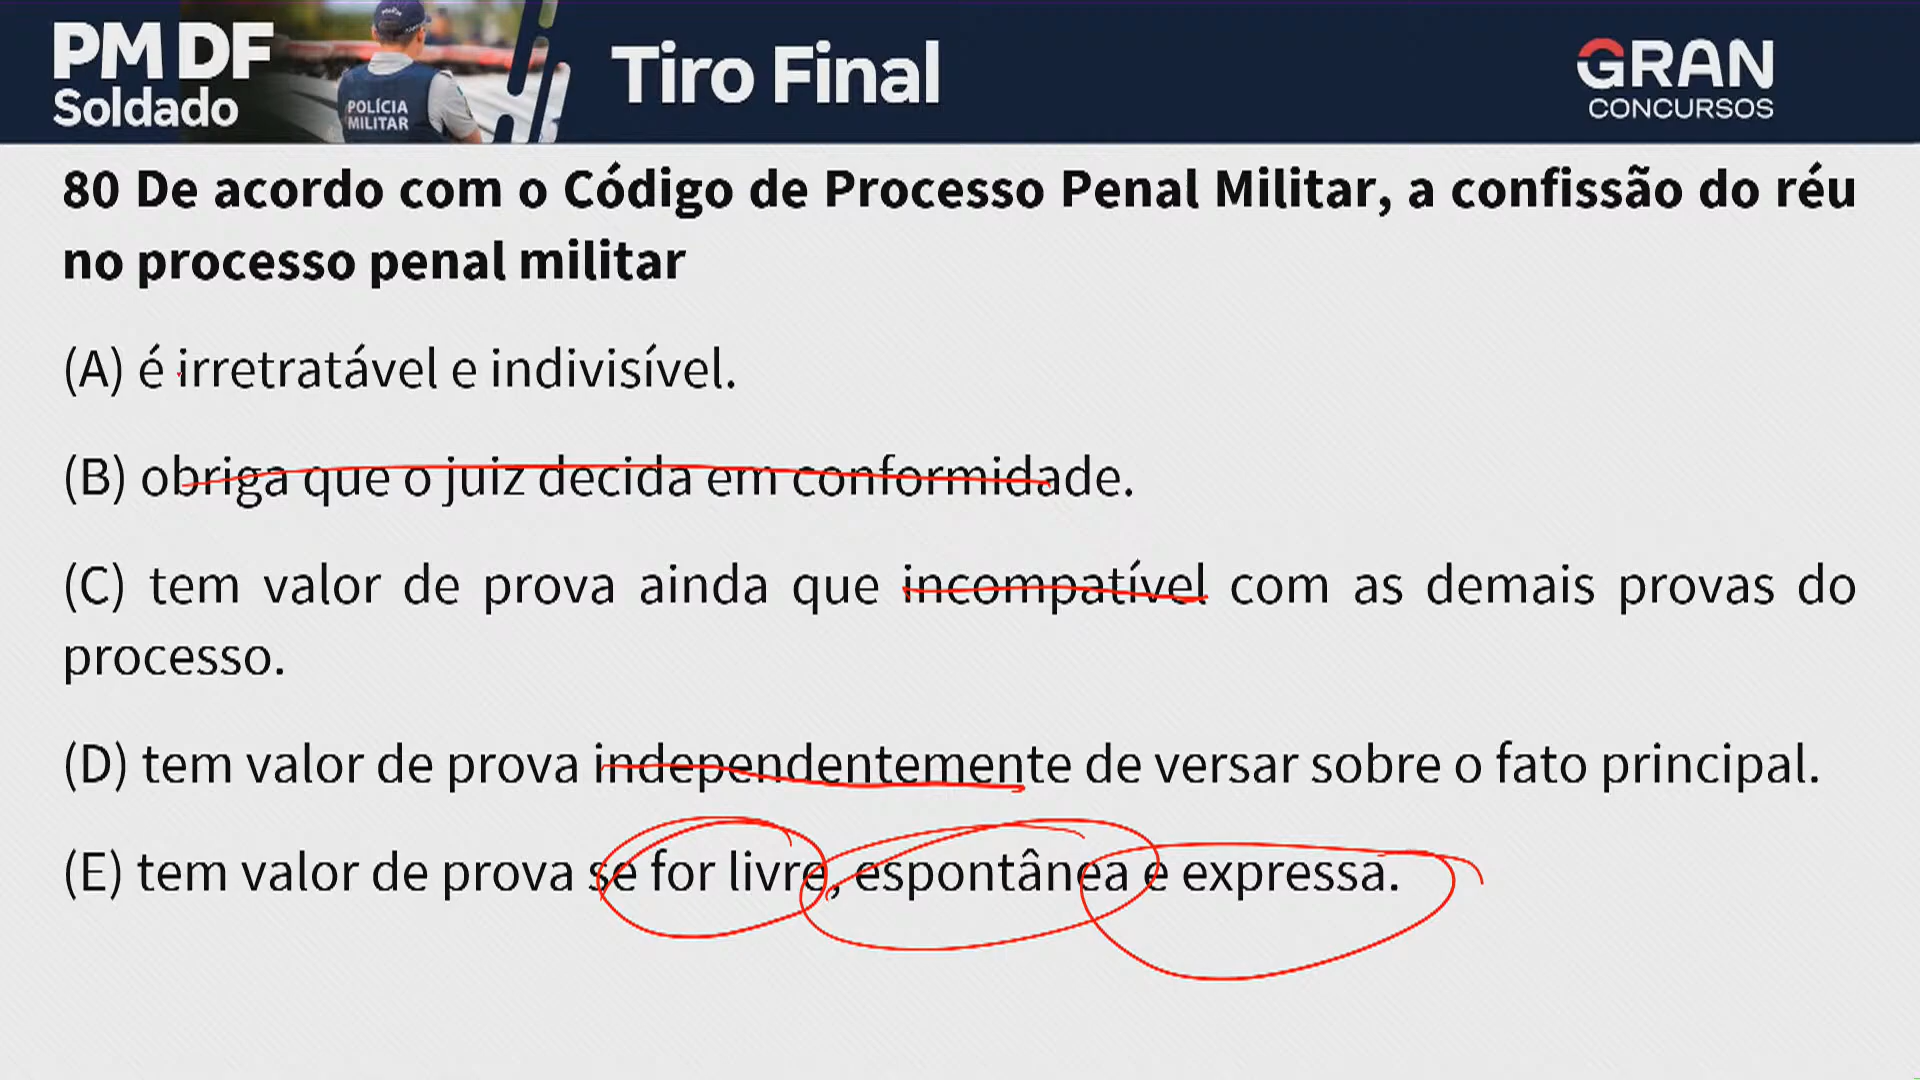 PM DF
Soldado
POLÍCIA
MILITAR
Tiro Final
GRAN
CONCURSOS
80 De acordo com o Código de Processo Penal Militar, a confissão do réu
no processo penal militar
(A) é irretratável e indivisível.
(B) obriga que o juiz decida em conformidade.
(C) tem valor de prova ainda que incompatível com as demais provas do
processo.
(D) tem valor de prova independentemente de versar sobre o fato principal.
(E) tem valor de prova se for livre, espontânea e expressa.